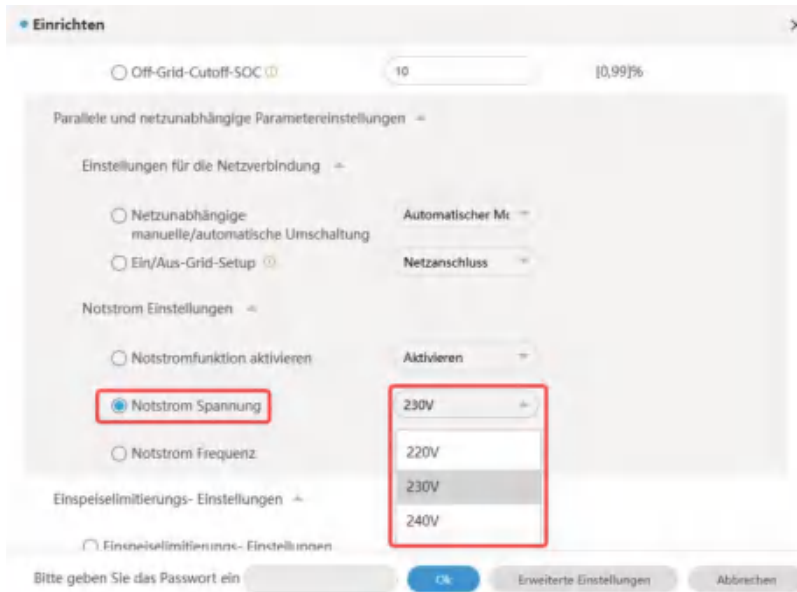 Einrichten
Off-Grid-Cutoff-SOC 10 [0,99]%
Parallele und netzunabhängige Parametereinstellungen
Einstellungen für die Netzverbindung
Netzunabhängige
manuelle/automatische Umschaltung Automatischer Mc
Ein/Aus-Grid-Setup Netzanschluss
Notstrom Einstellungen
Notstromfunktion aktivieren Aktivieren
Notstrom Spannung 230V
220V
Notstrom Frequenz
230V
240V
Einspeiselimitierungs- Einstellungen
Einspeiselimitierungs- Einstellungen
Bitte geben Sie das Passwort ein Ok Erweiterte Einstellungen Abbrechen